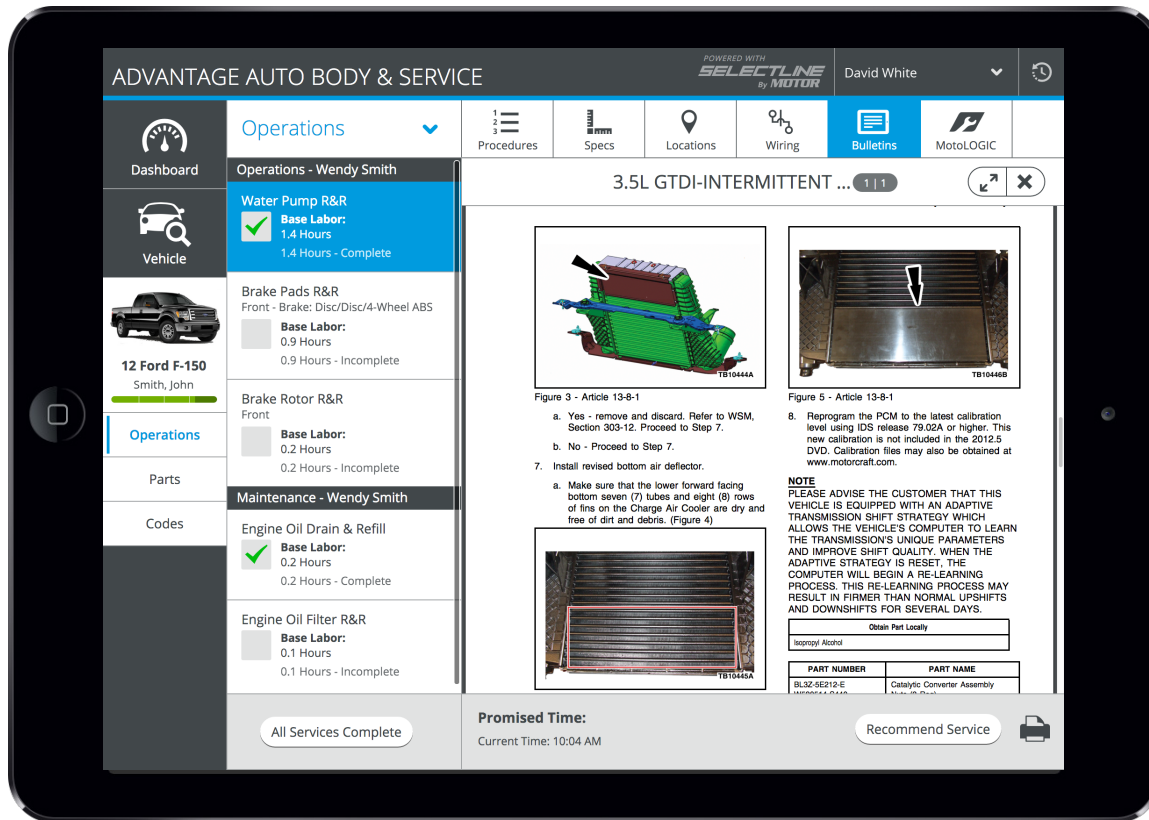 ADVANTAGE AUTO BODY & SERVICE
POWERED WITH
SELECTLINE
By MOTOR
David White
Dashboard
Vehicle
12 Ford F-150
Smith, John
Operations
Parts
Codes
Operations
Operations - Wendy Smith
Water Pump R&R
Base Labor:
1.4 Hours
1.4 Hours - Complete
Brake Pads R&R
Front - Brake: Disc/Disc/4-Wheel ABS
Base Labor:
0.9 Hours
0.9 Hours - Incomplete
Brake Rotor R&R
Front
Base Labor:
0.2 Hours
0.2 Hours - Incomplete
Maintenance - Wendy Smith
Engine Oil Drain & Refill
Base Labor:
0.2 Hours
0.2 Hours - Complete
Engine Oil Filter R&R
Base Labor:
0.1 Hours
0.1 Hours - Incomplete
All Services Complete
1
2
3
Procedures
Specs
Locations
Wiring
Bulletins
MotoLOGIC
3.5L GTDI-INTERMITTENT ... 1 | 1
TB10444A
Figure 3 - Article 13-8-1
a. Yes - remove and discard. Refer to WSM,
Section 303-12. Proceed to Step 7.
b. No - Proceed to Step 7.
7. Install revised bottom air deflector.
a. Make sure that the lower forward facing
bottom seven (7) tubes and eight (8) rows
of fins on the Charge Air Cooler are dry and
free of dirt and debris. (Figure 4)
TB10445A
TB10446B
Figure 5 - Article 13-8-1
8. Reprogram the PCM to the latest calibration
level using IDS release 79.02A or higher. This
new calibration is not included in the 2012.5
DVD. Calibration files may also be obtained at
www.motorcraft.com.
NOTE
PLEASE ADVISE THE CUSTOMER THAT THIS
VEHICLE IS EQUIPPED WITH AN ADAPTIVE
TRANSMISSION SHIFT STRATEGY WHICH
ALLOWS THE VEHICLE'S COMPUTER TO LEARN
THE TRANSMISSION'S UNIQUE PARAMETERS
AND IMPROVE SHIFT QUALITY. WHEN THE
ADAPTIVE STRATEGY IS RESET, THE
COMPUTER WILL BEGIN A RE-LEARNING
PROCESS. THIS RE-LEARNING PROCESS MAY
RESULT IN FIRMER THAN NORMAL UPSHIFTS
AND DOWNSHIFTS FOR SEVERAL DAYS.
Obtain Part Locally
Isopropyl Alcohol
PART NUMBER PART NAME
BL3Z-5E212-E Catalytic Converter Assembly
Promised Time:
Current Time: 10:04 AM
Recommend Service